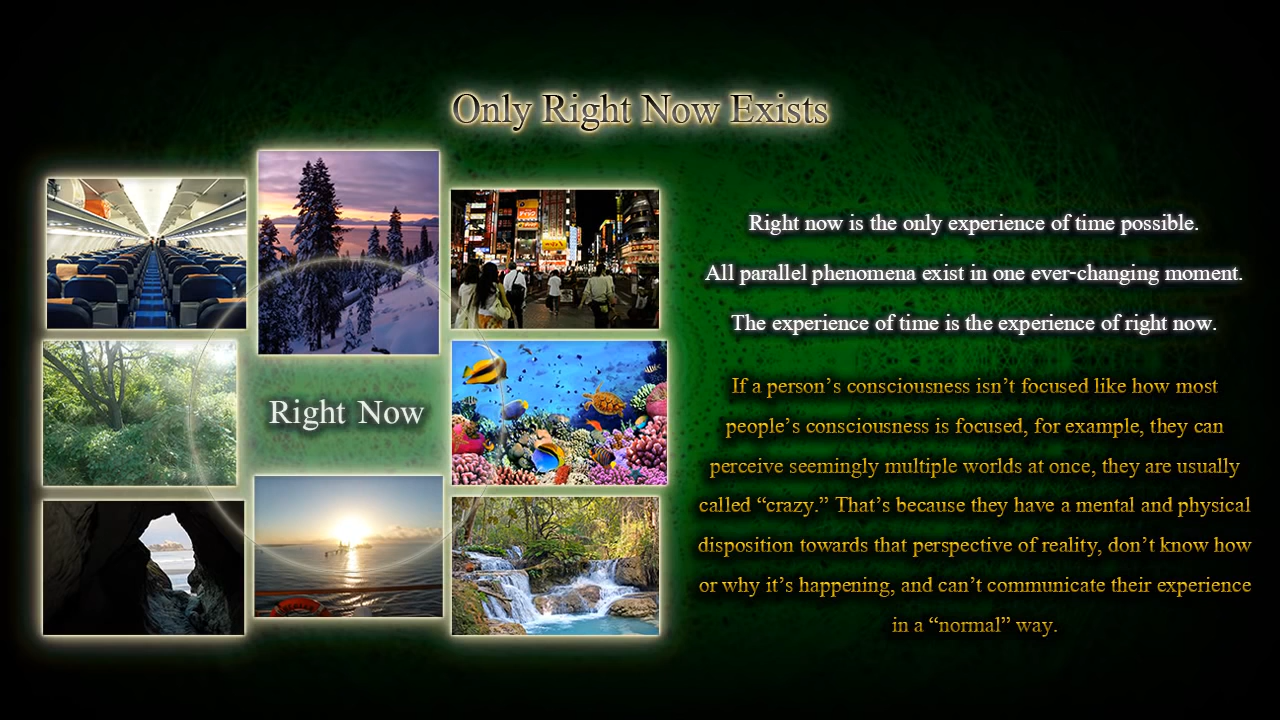 Only Right Now Exists
Right Now
Right now is the only experience of time possible.
All parallel phenomena exist in one ever-changing moment.
The experience of time is the experience of right now.
If a person’s consciousness isn’t focused like how most
people’s consciousness is focused, for example, they can
perceive seemingly multiple worlds at once, they are usually
called “crazy.” That’s because they have a mental and physical
disposition towards that perspective of reality, don’t know how
or why it’s happening, and can’t communicate their experience
in a “normal” way.